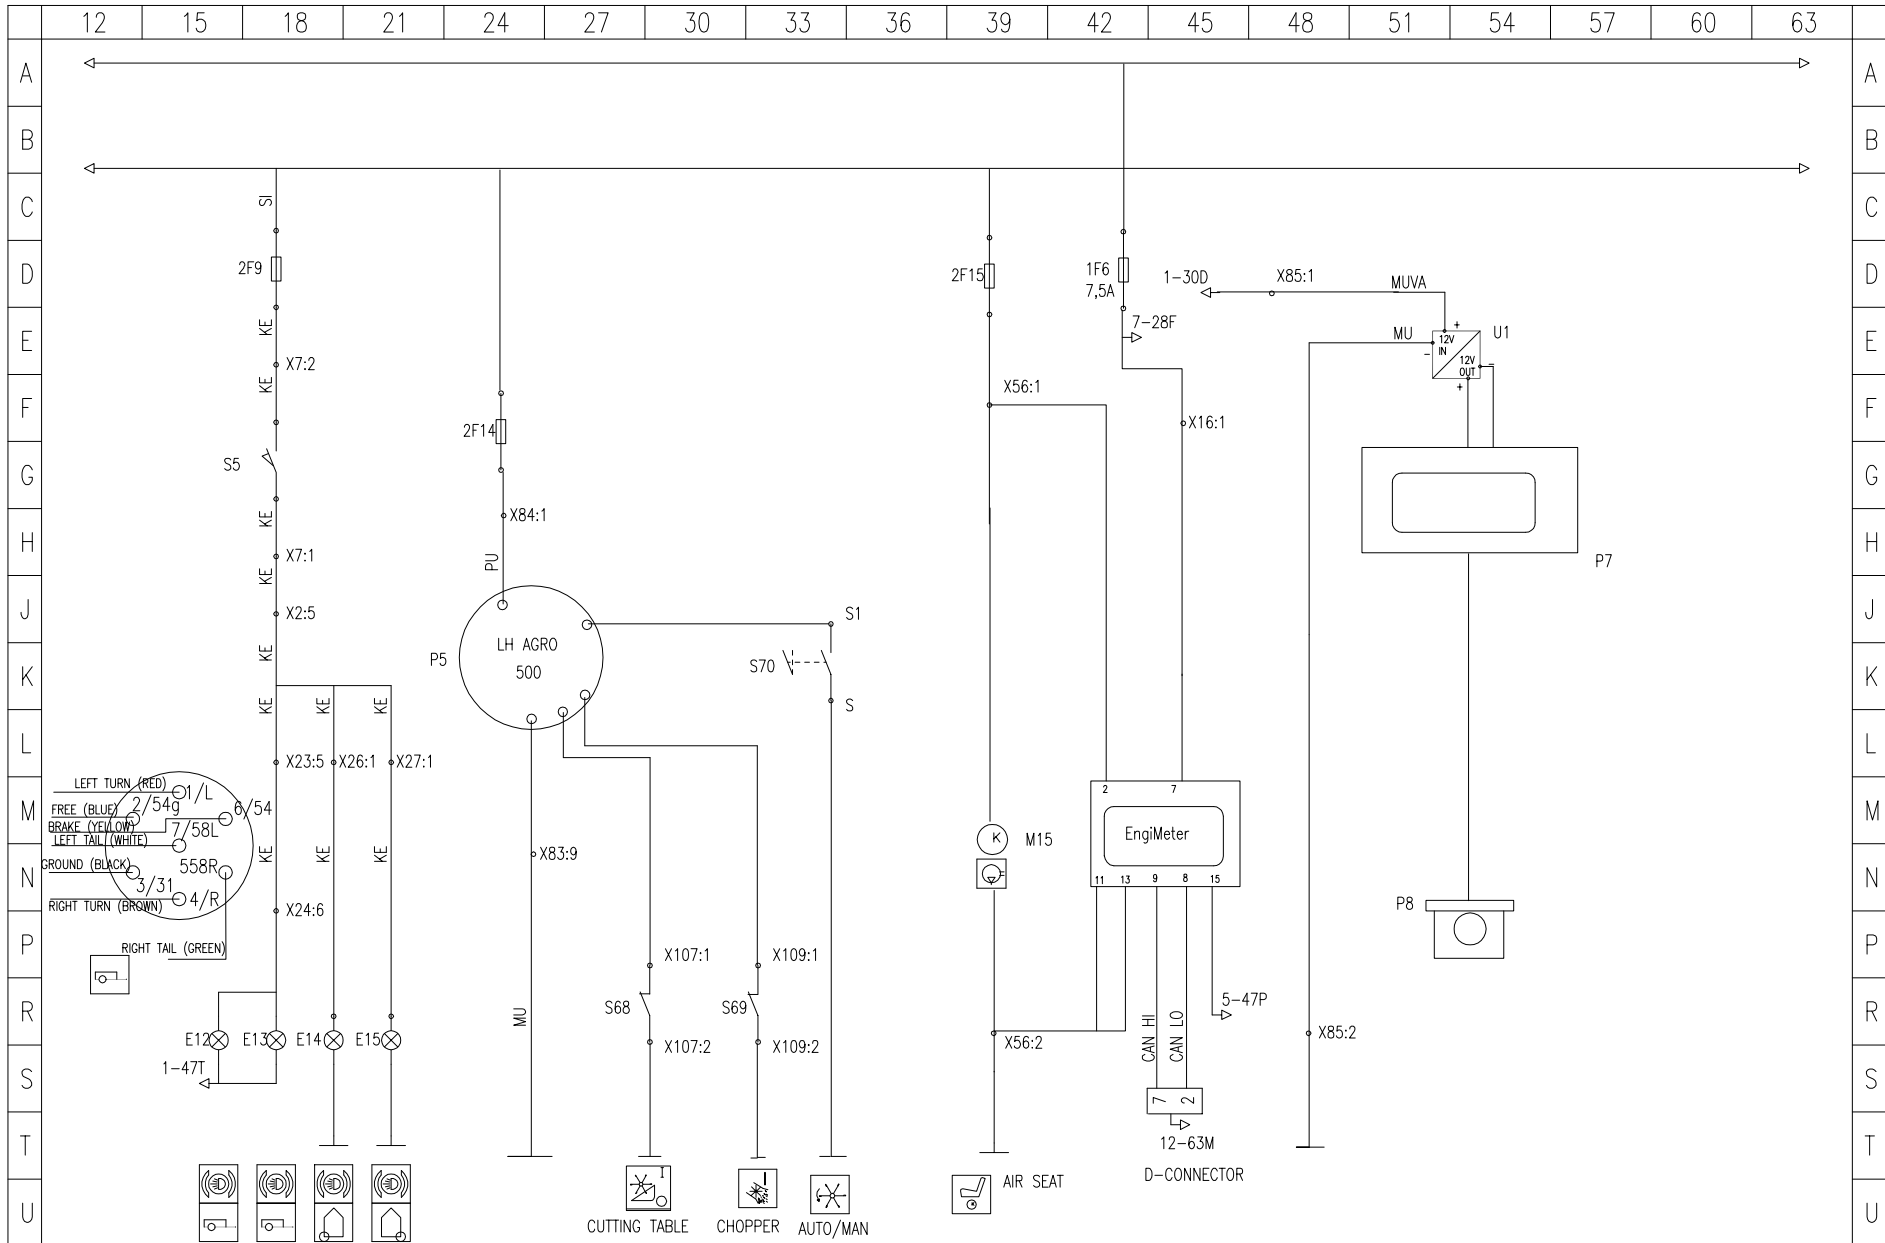 12 15 18 21 24 27 30 33 36 39 42 45 48 51 54 57 60 63
A A
B B
C SI C
D 2F9 2F15 1F6 7,5A 1-30D X85:1 MUVA D
7-28F
E KE X7:2 MU + 12V IN - 12V OUT - + U1 E
KE X56:1
F 2F14 X16:1 F
S5
G G
KE X84:1
H X7:1 PU P7 H
KE
J X2:5 S1 J
KE LH AGRO
P5 500 S70
K K
KE KE KE S
L X23:5 X26:1 X27:1 L
LEFT TURN (RED) 1/L 2 7
M FREE (BLUE) 2/54g 6/54 M
BRAKE (YELLOW) 7/58L EngiMeter
LEFT TAIL (WHITE) K M15
KE KE KE X83:9
GROUND (BLACK) 558R
N 3/31 11 13 9 8 15 N
RIGHT TURN (BROWN) 4/R P8
X24:6
P RIGHT TAIL (GREEN) X107:1 X109:1 P
R MU S68 S69 5-47P R
E12 E13 E14 E15 X107:2 X109:2 X56:2 CAN HI CAN LO X85:2
1-47T
S S
7 2
T 12-63M T
I D-CONNECTOR
AIR SEAT
U U
CUTTING TABLE CHOPPER AUTO/MAN